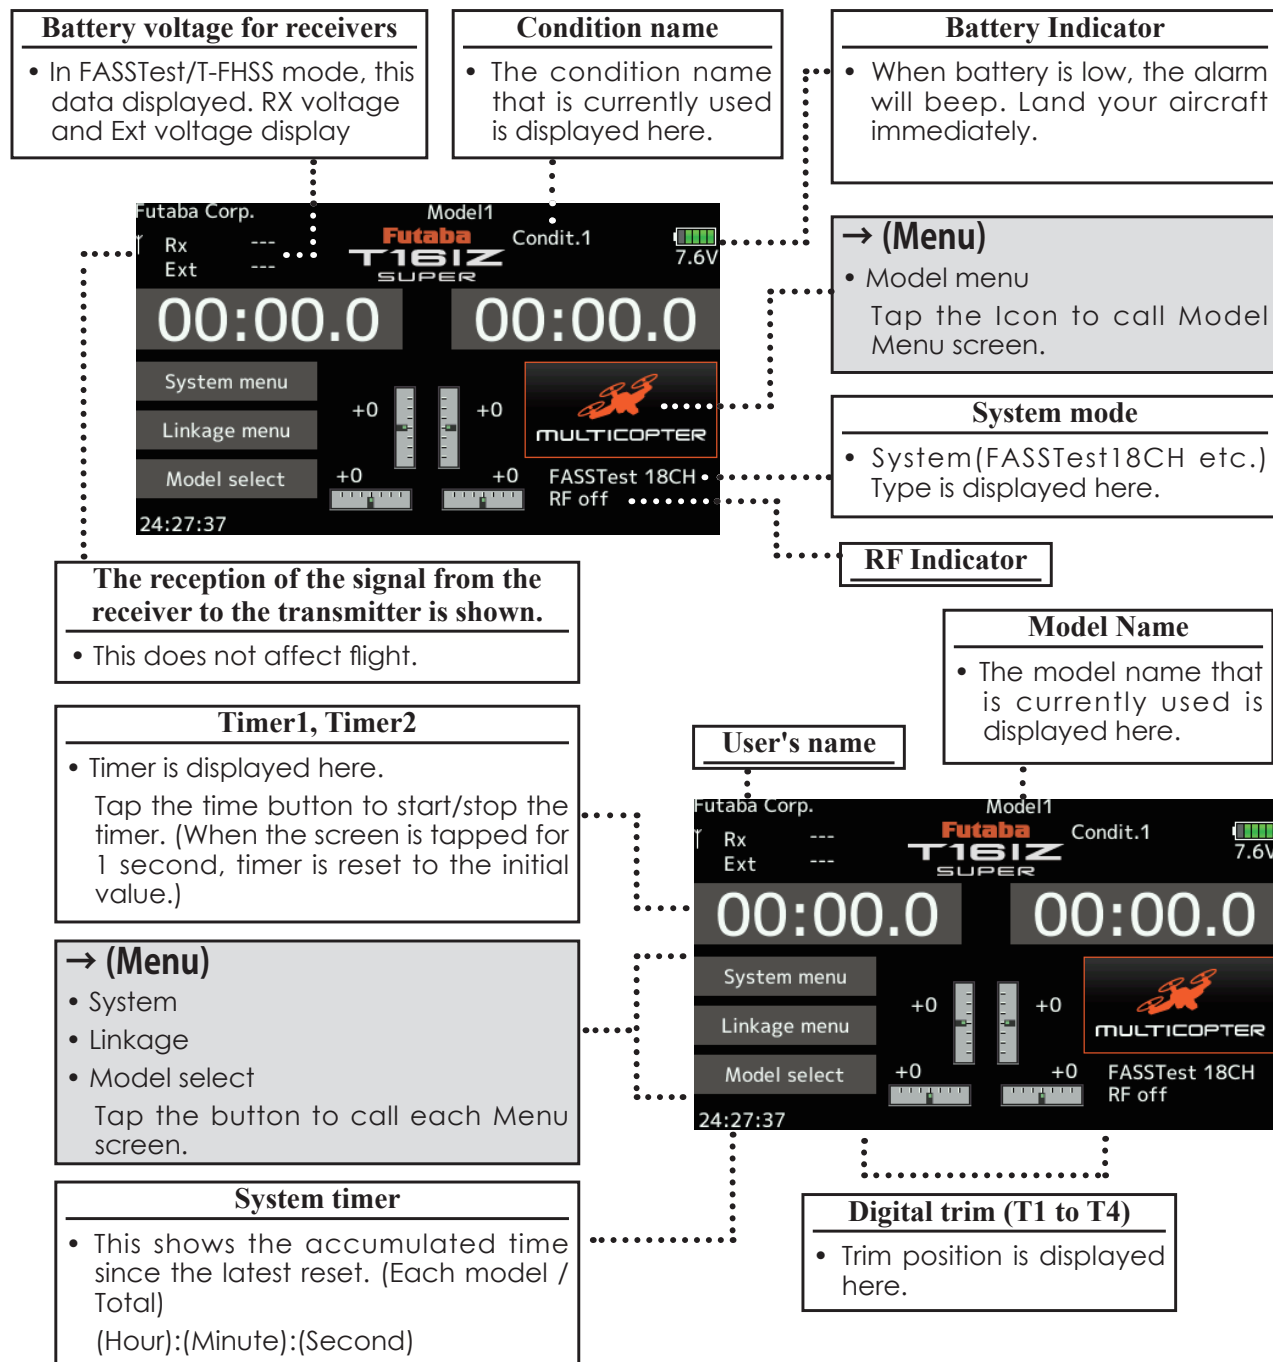 Battery voltage for receivers
• In FASSTest/T-FHSS mode, this
data displayed. RX voltage
and Ext voltage display
Condition name
• The condition name
that is currently used
is displayed here.
Battery Indicator
• When battery is low, the alarm
will beep. Land your aircraft
immediately.
Futaba Corp.
Model1
Rx ---
Ext ---
Futaba
T16IZ
SUPER
Condit.1
7.6V
00:00.0
00:00.0
System menu
Linkage menu
Model select
+0
+0
+0
+0
MULTICOPTER
FASSTest 18CH
RF off
24:27:37
→ (Menu)
• Model menu
Tap the Icon to call Model
Menu screen.
System mode
• System(FASSTest18CH etc.)
Type is displayed here.
RF Indicator
The reception of the signal from the
receiver to the transmitter is shown.
• This does not affect flight.
Model Name
• The model name that
is currently used is
displayed here.
User's name
Timer1, Timer2
• Timer is displayed here.
Tap the time button to start/stop the
timer. (When the screen is tapped for
1 second, timer is reset to the initial
value.)
→ (Menu)
• System
• Linkage
• Model select
Tap the button to call each Menu
screen.
Futaba Corp.
Model1
Rx ---
Ext ---
Futaba
T16IZ
SUPER
Condit.1
7.6V
00:00.0
00:00.0
System menu
Linkage menu
Model select
+0
+0
+0
+0
MULTICOPTER
FASSTest 18CH
RF off
24:27:37
System timer
• This shows the accumulated time
since the latest reset. (Each model /
Total)
(Hour):(Minute):(Second)
Digital trim (T1 to T4)
• Trim position is displayed
here.